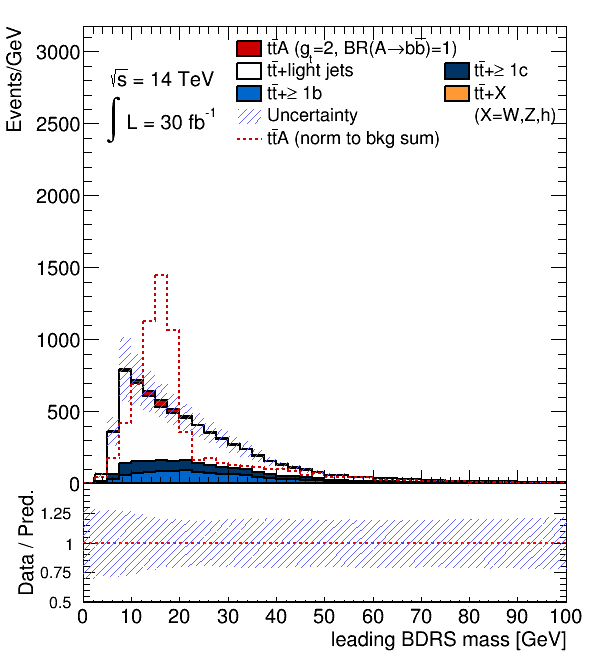 tt̄A (g_t=2, BR(A→bb̄)=1)
tt̄+light jets
tt̄+≥ 1c
tt̄+≥ 1b
tt̄+X
Uncertainty
(X=W,Z,h)
tt̄A (norm to bkg sum)
√s = 14 TeV
∫ L = 30 fb⁻¹
Events/GeV
3000
2500
2000
1500
1000
500
0
Data / Pred.
1.25
1
0.75
0.5
0 10 20 30 40 50 60 70 80 90 100
leading BDRS mass [GeV]